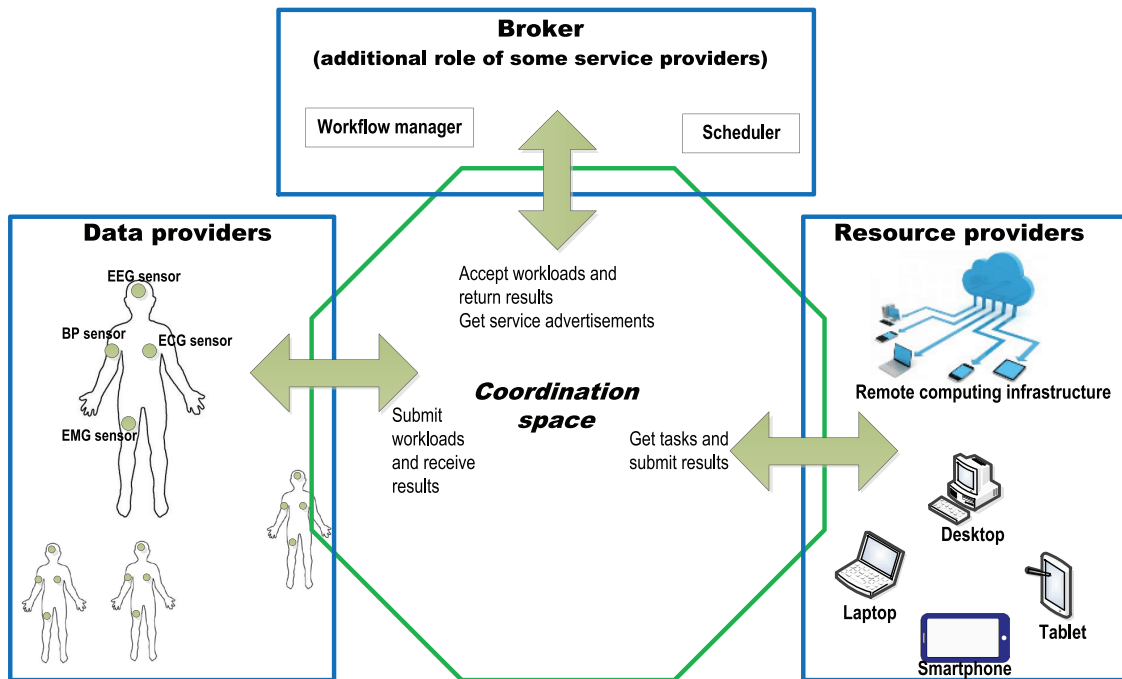 Broker
(additional role of some service providers)
Workflow manager
Scheduler
Data providers
EEG sensor
BP sensor
ECG sensor
EMG sensor
Accept workloads and
return results
Get service advertisements
Coordination
space
Submit
workloads
and receive
results
Get tasks and
submit results
Resource providers
Remote computing infrastructure
Desktop
Laptop
Tablet
Smartphone